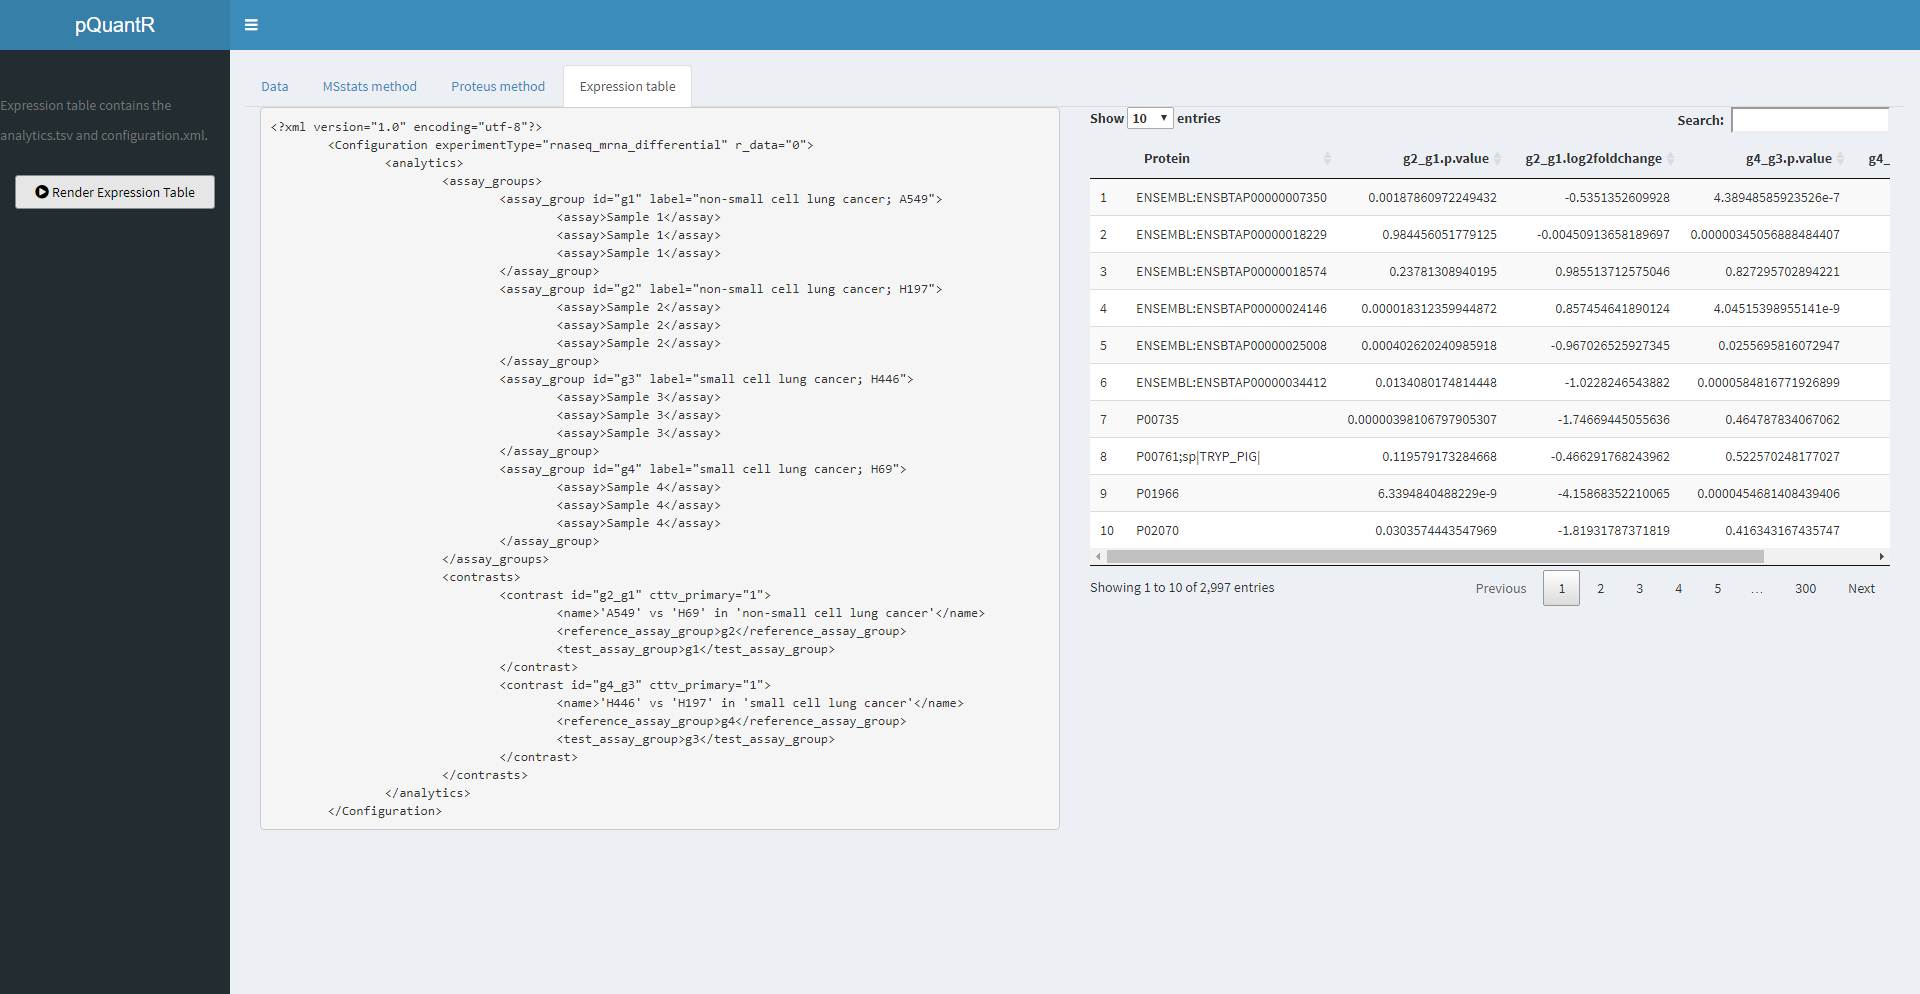 pQuantR
Expression table contains the
analytics.tsv and configuration.xml.
Render Expression Table
Data MSstats method Proteus method Expression table
<?xml version="1.0" encoding="utf-8"?>
<Configuration experimentType="rnaseq_mrna_differential" r_data="0">
<analytics>
<assay_groups>
<assay_group id="g1" label="non-small cell lung cancer; A549">
<assay>Sample 1</assay>
<assay>Sample 1</assay>
<assay>Sample 1</assay>
</assay_group>
<assay_group id="g2" label="non-small cell lung cancer; H197">
<assay>Sample 2</assay>
<assay>Sample 2</assay>
<assay>Sample 2</assay>
</assay_group>
<assay_group id="g3" label="small cell lung cancer; H446">
<assay>Sample 3</assay>
<assay>Sample 3</assay>
<assay>Sample 3</assay>
</assay_group>
<assay_group id="g4" label="small cell lung cancer; H69">
<assay>Sample 4</assay>
<assay>Sample 4</assay>
<assay>Sample 4</assay>
</assay_group>
</assay_groups>
<contrasts>
<contrast id="g2_g1" cttv_primary="1">
<name>'A549' vs 'H69' in 'non-small cell lung cancer'</name>
<reference_assay_group>g2</reference_assay_group>
<test_assay_group>g1</test_assay_group>
</contrast>
<contrast id="g4_g3" cttv_primary="1">
<name>'H446' vs 'H197' in 'small cell lung cancer'</name>
<reference_assay_group>g4</reference_assay_group>
<test_assay_group>g3</test_assay_group>
</contrast>
</contrasts>
</analytics>
</Configuration>
Show 10 entries Search:
Protein g2_g1.p.value g2_g1.log2foldchange g4_g3.p.value g4_
1 ENSEMBL:ENSBTAP00000007350 0.00187860972249432 -0.5351352609928 4.38948585923526e-7
2 ENSEMBL:ENSBTAP00000018229 0.984456051779125 -0.00450913658189697 0.00000345056888484407
3 ENSEMBL:ENSBTAP00000018574 0.23781308940195 0.985513712575046 0.827295702894221
4 ENSEMBL:ENSBTAP00000024146 0.000018312359944872 0.857454641890124 4.04515398955141e-9
5 ENSEMBL:ENSBTAP00000025008 0.000402620240985918 -0.967026525927345 0.0255695816072947
6 ENSEMBL:ENSBTAP00000034412 0.0134080174814448 -1.0228246543882 0.0000584816771926899
7 P00735 0.00000398106797905307 -1.74669445055636 0.464787834067062
8 P00761;sp|TRYP_PIG| 0.119579173284668 -0.466291768243962 0.522570248177027
9 P01966 6.3394840488229e-9 -4.15868352210065 0.0000454681408439406
10 P02070 0.0303574443547969 -1.81931787371819 0.416343167435747
Showing 1 to 10 of 2,997 entries Previous 1 2 3 4 5 … 300 Next